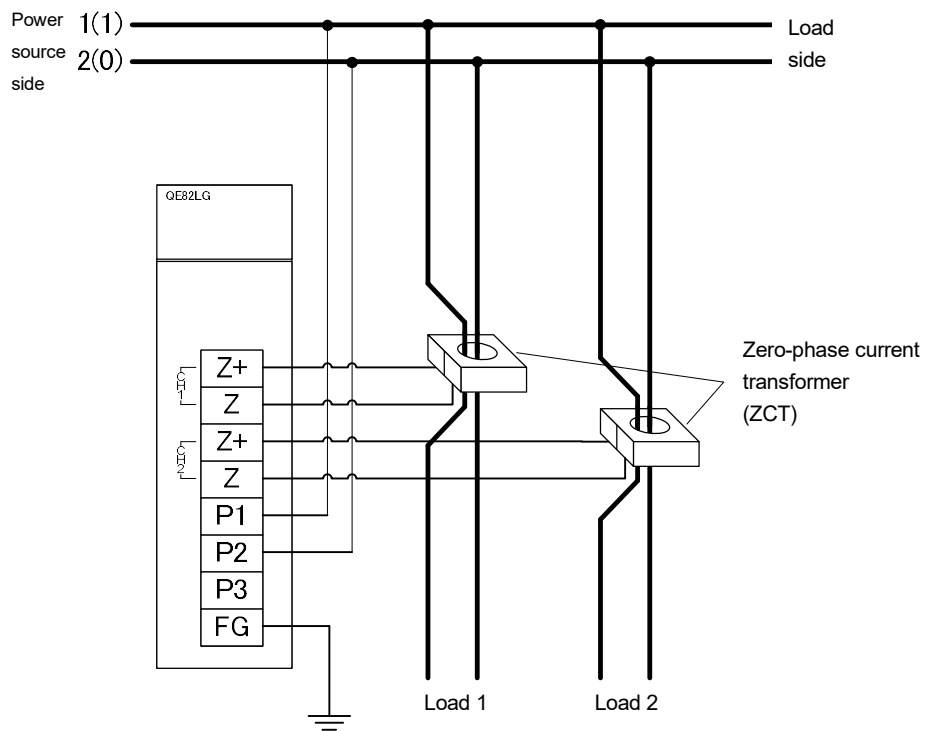 Power
source
side
1(1)
2(0)
Load
side
QE82LG
CH1
Z+
Z
CH2
Z+
Z
P1
P2
P3
FG
Zero-phase current
transformer
(ZCT)
Load 1
Load 2